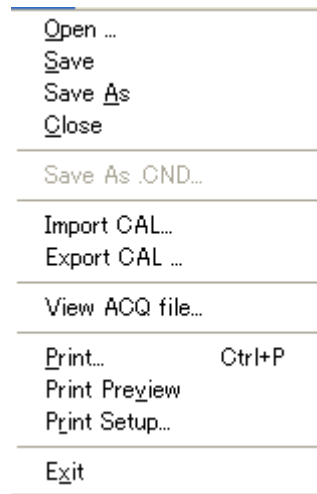 Open ...
Save
Save As
Close
Save As .CND...
Import CAL...
Export CAL ...
View ACQ file...
Print... Ctrl+P
Print Preview
Print Setup...
Exit